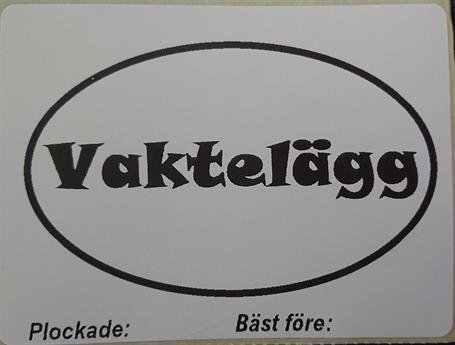 Vaktelägg
Plockade: Bäst före: